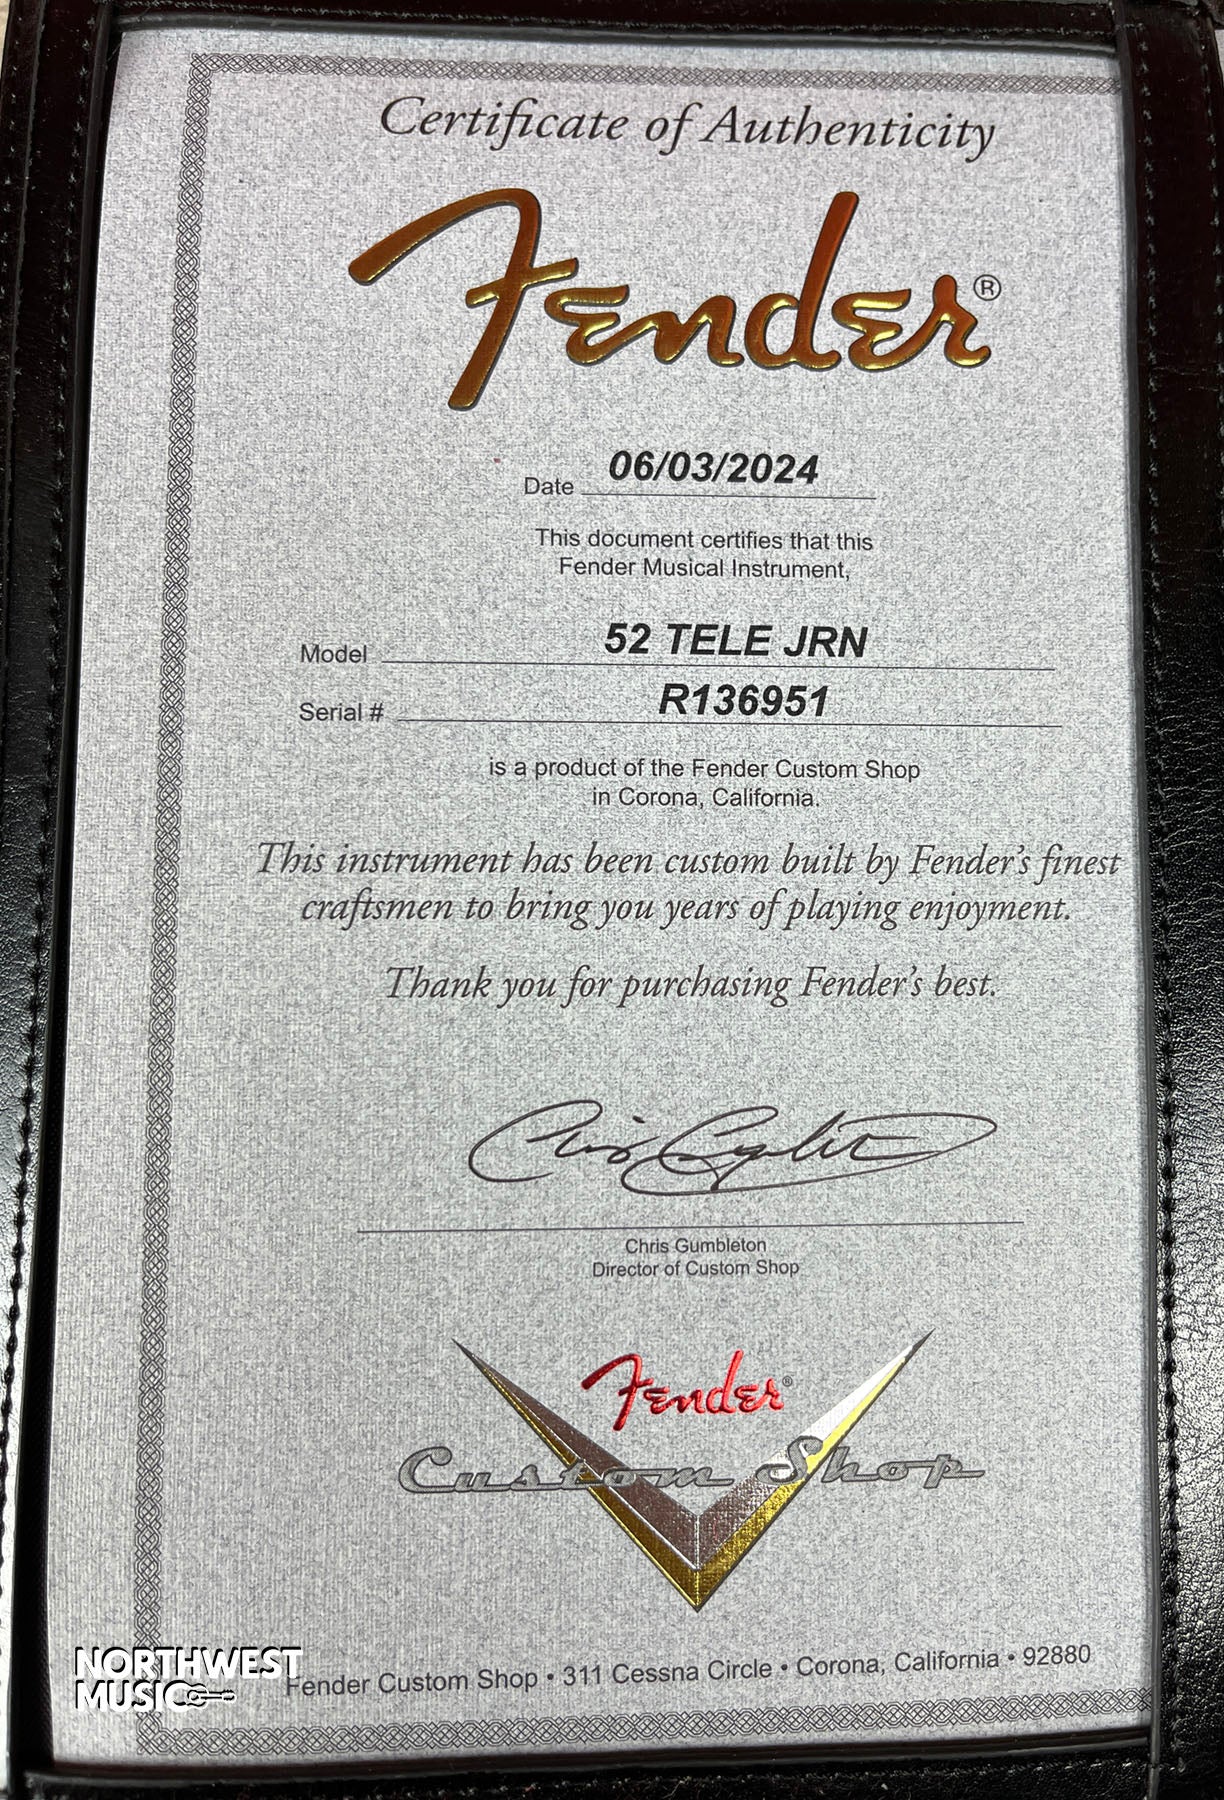 Certificate of Authenticity
Fender®
Date 06/03/2024
This document certifies that this
Fender Musical Instrument,
Model 52 TELE JRN
Serial # R136951
is a product of the Fender Custom Shop
in Corona, California.
This instrument has been custom built by Fender's finest
craftsmen to bring you years of playing enjoyment.
Thank you for purchasing Fender's best.
Chris Gumbleton
Chris Gumbleton
Director of Custom Shop
Fender®
Custom Shop
Fender Custom Shop • 311 Cessna Circle • Corona, California • 92880
NORTHWEST
MUSIC